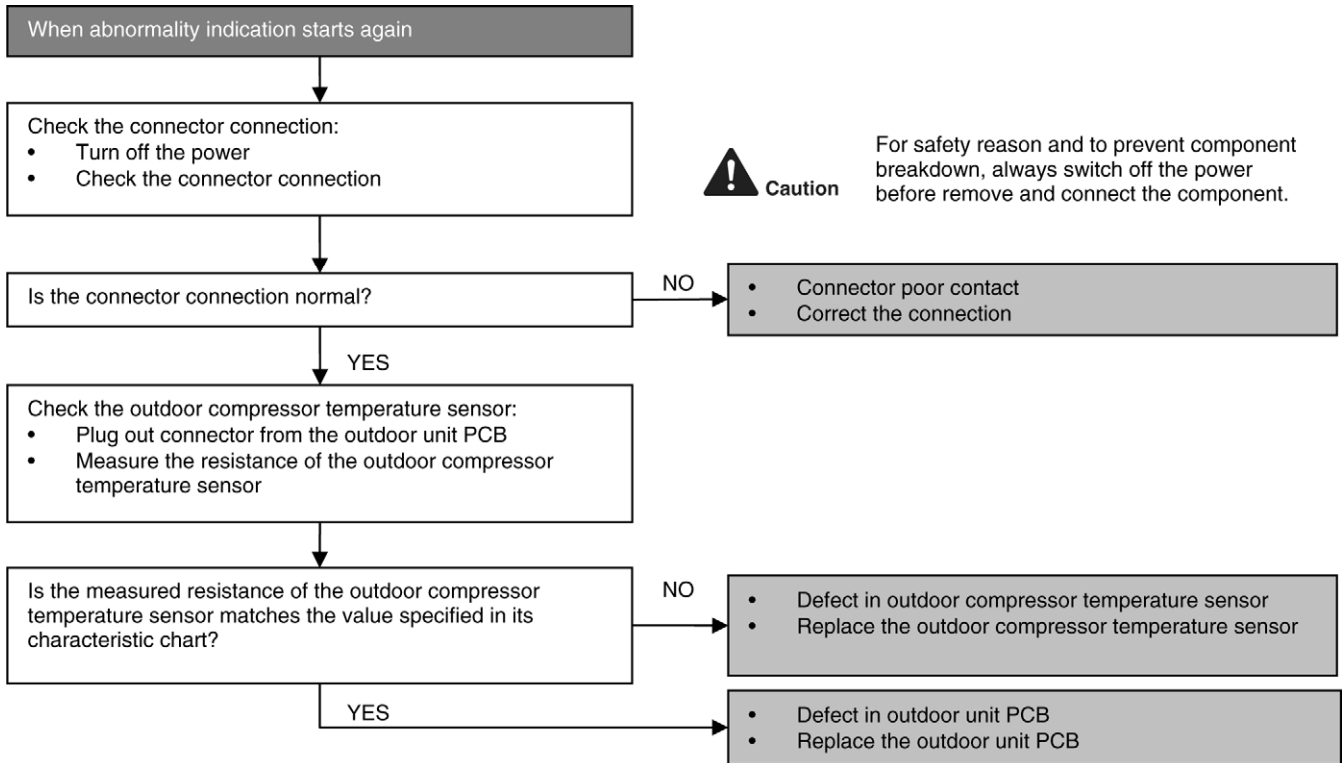 When abnormality indication starts again
Check the connector connection:
• Turn off the power
• Check the connector connection
Caution
For safety reason and to prevent component
breakdown, always switch off the power
before remove and connect the component.
Is the connector connection normal?
NO
• Connector poor contact
• Correct the connection
YES
Check the outdoor compressor temperature sensor:
• Plug out connector from the outdoor unit PCB
• Measure the resistance of the outdoor compressor
temperature sensor
Is the measured resistance of the outdoor compressor
temperature sensor matches the value specified in its
characteristic chart?
NO
• Defect in outdoor compressor temperature sensor
• Replace the outdoor compressor temperature sensor
YES
• Defect in outdoor unit PCB
• Replace the outdoor unit PCB